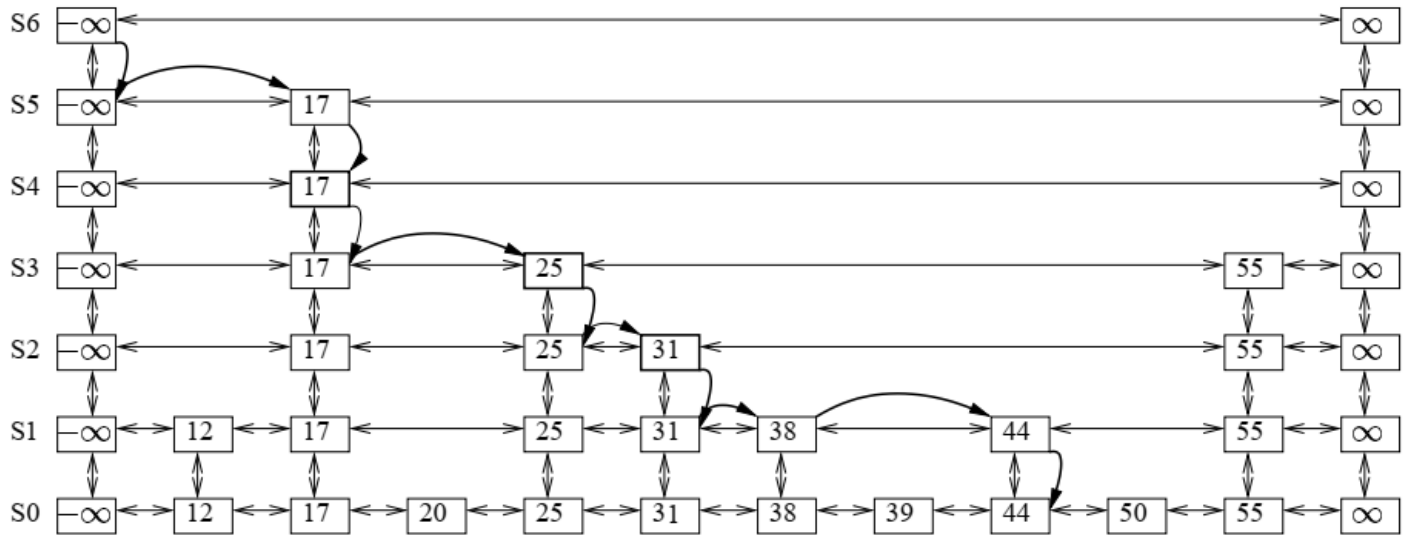 S6 −∞ ∞
S5 −∞ 17 ∞
S4 −∞ 17 ∞
S3 −∞ 17 25 55 ∞
S2 −∞ 17 25 31 55 ∞
S1 −∞ 12 17 25 31 38 44 55 ∞
S0 −∞ 12 17 20 25 31 38 39 44 50 55 ∞